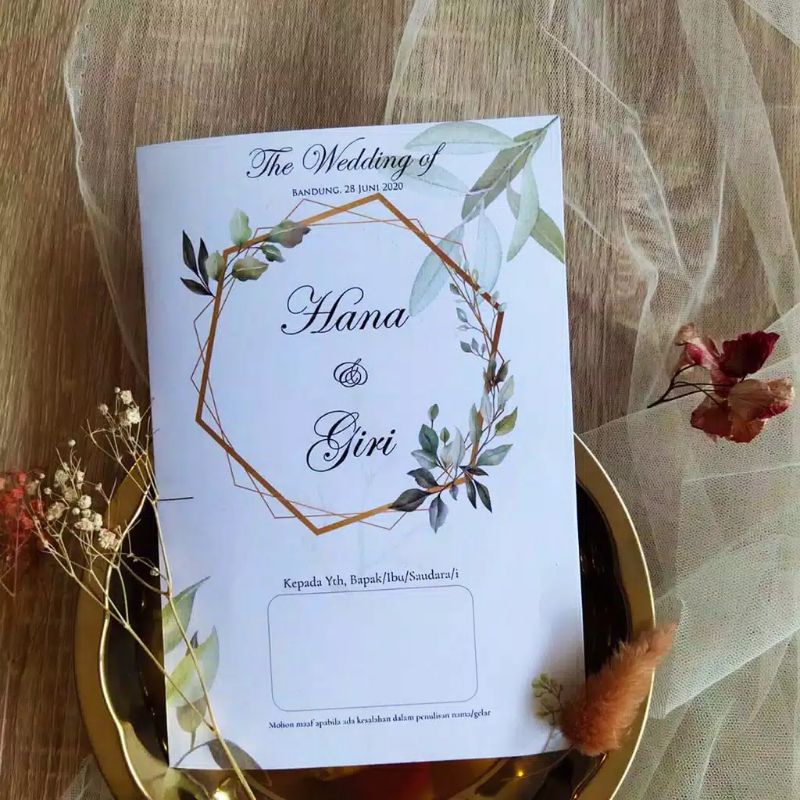 The Wedding of
BANDUNG, 28 JUNI 2020
Hana
&
Giri
Kepada Yth, Bapak/Ibu/Saudara/i
Mohon maaf apabila ada kesalahan dalam penulisan nama/gelar